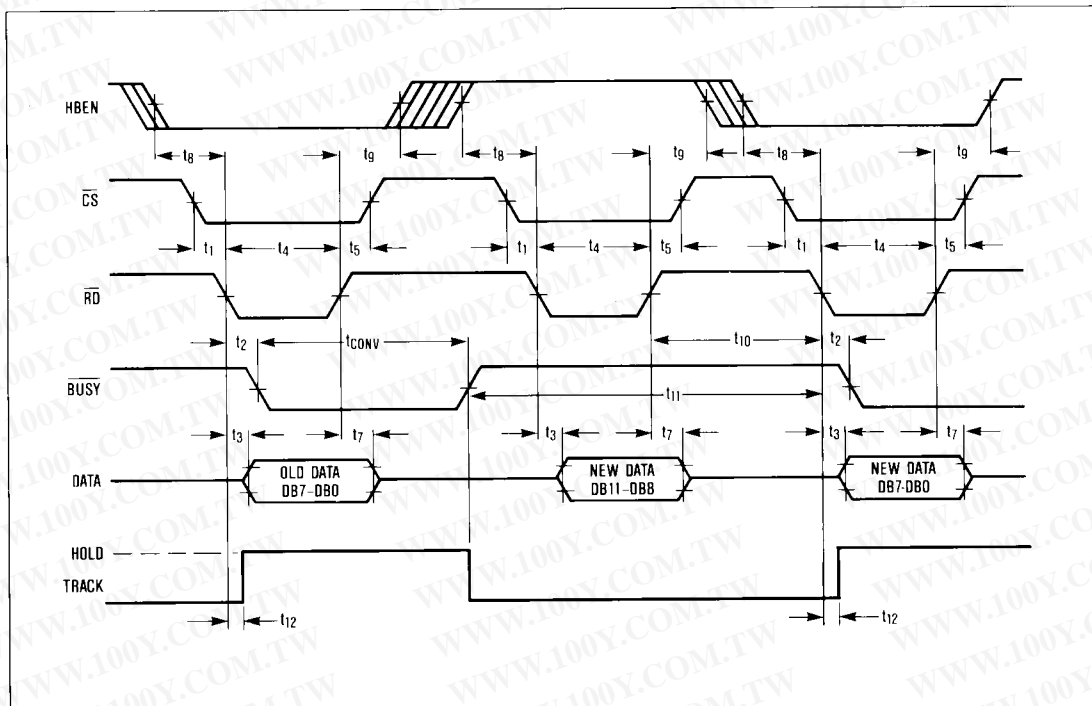 HBEN
t8 t9 t8 t9 t8 t9
CS
t1 t4 t5 t1 t4 t5 t1 t4 t5
RD
t2 tCONV t10 t2
BUSY
t11
t3 t7 t3 t7 t3 t7
DATA
OLD DATA
DB7-DB0
NEW DATA
DB11-DB8
NEW DATA
DB7-DB0
HOLD
TRACK
t12 t12
WWW.100Y.COM.TW